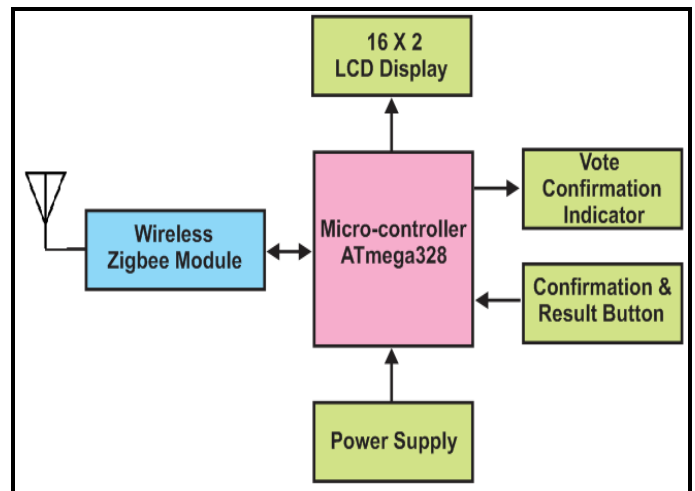 16 X 2
LCD Display
Wireless
Zigbee Module
Micro-controller
ATmega328
Vote
Confirmation
Indicator
Confirmation &
Result Button
Power Supply